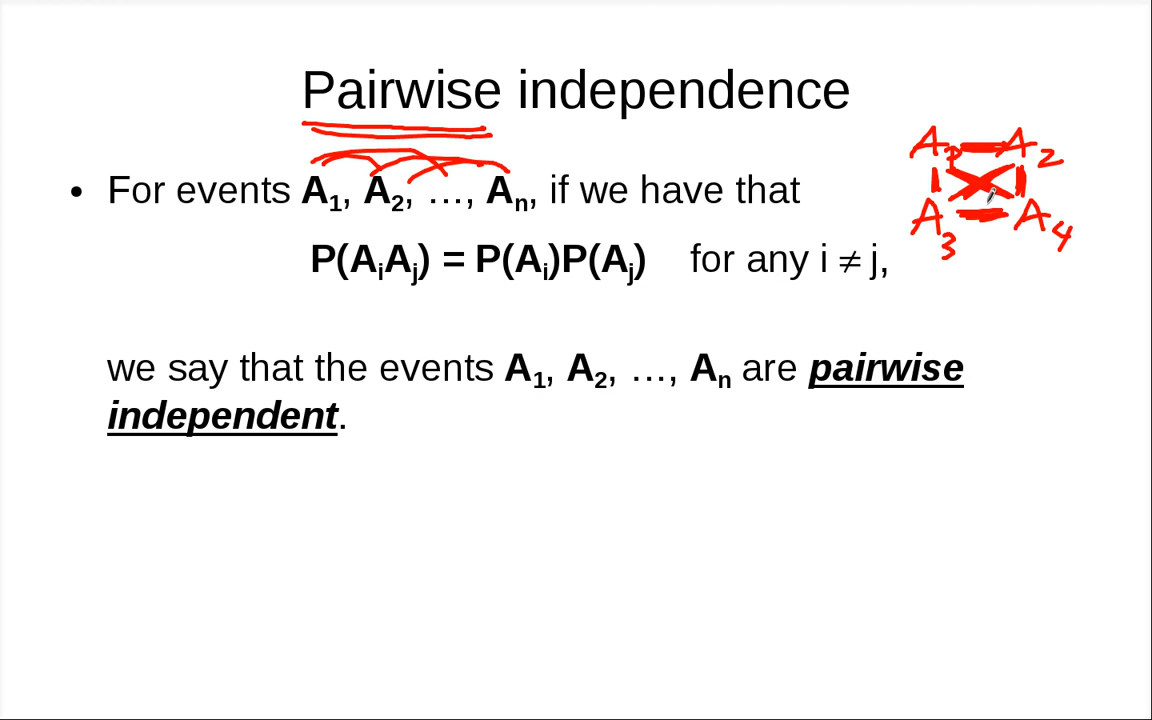 Pairwise independence
A₁ A₂
• For events A₁, A₂, ..., Aₙ, if we have that
A₃ A₄
P(AᵢAⱼ) = P(Aᵢ)P(Aⱼ) for any i ≠ j,
we say that the events A₁, A₂, ..., Aₙ are pairwise
independent.